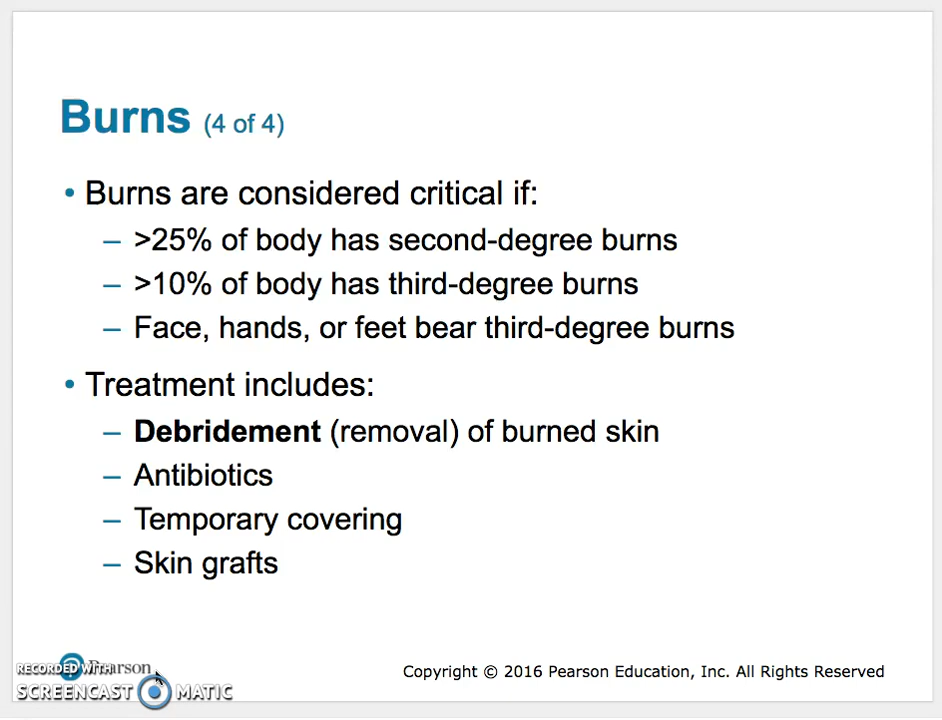 Burns (4 of 4)
• Burns are considered critical if:
– >25% of body has second-degree burns
– >10% of body has third-degree burns
– Face, hands, or feet bear third-degree burns
• Treatment includes:
– Debridement (removal) of burned skin
– Antibiotics
– Temporary covering
– Skin grafts
Pearson
RECORDED WITH
SCREENCAST MATIC
Copyright © 2016 Pearson Education, Inc. All Rights Reserved